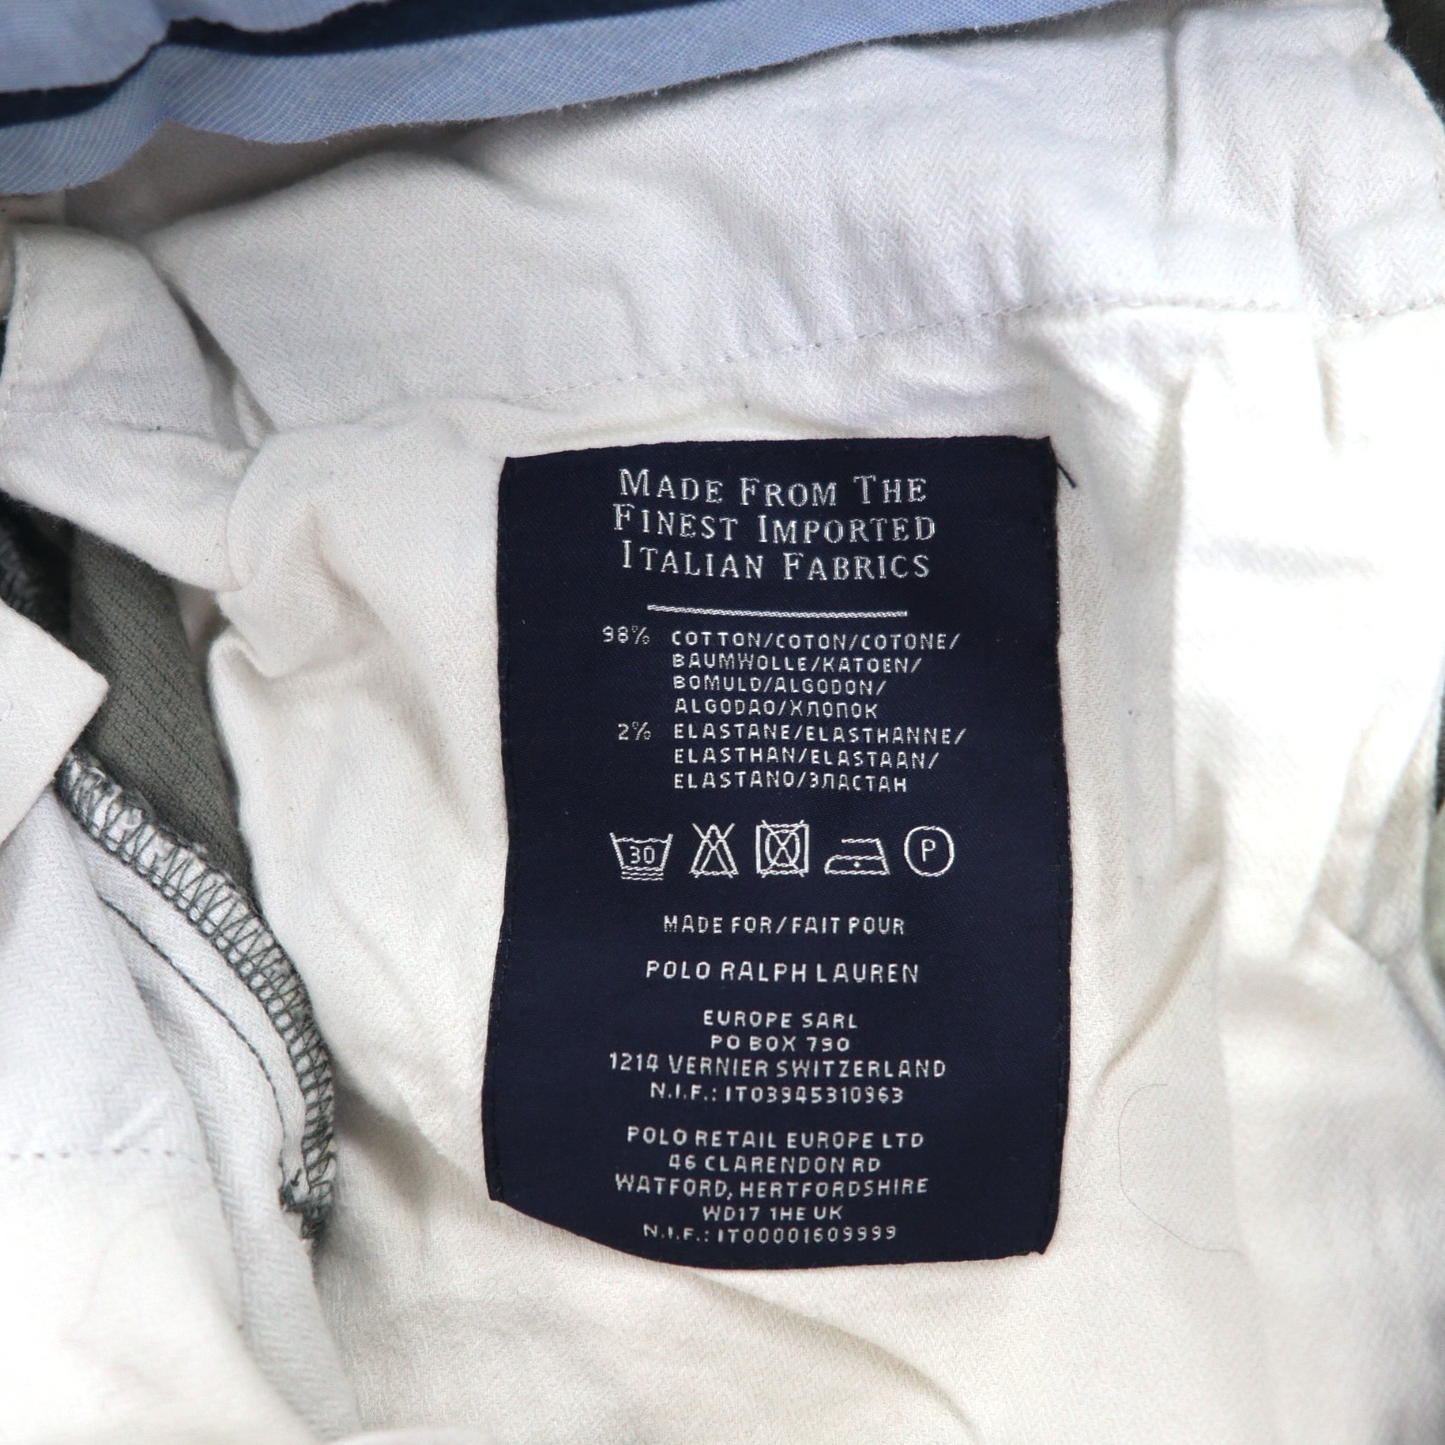 MADE FROM THE
FINEST IMPORTED
ITALIAN FABRICS
98% COTTON/COTON/COTONE/
BAUMWOLLE/KATOEN/
BOMULD/ALGODON/
ALGODAO/ХЛОПОК
2% ELASTANE/ELASTHANNE/
ELASTHAN/ELASTAAN/
ELASTANO/ЭЛАСТАН
30 P
MADE FOR/FAIT POUR
POLO RALPH LAUREN
EUROPE SARL
PO BOX 790
1214 VERNIER SWITZERLAND
N.I.F.: IT03945310963
POLO RETAIL EUROPE LTD
46 CLARENDON RD
WATFORD, HERTFORDSHIRE
WD17 1HE UK
N.I.F.: IT00001609999